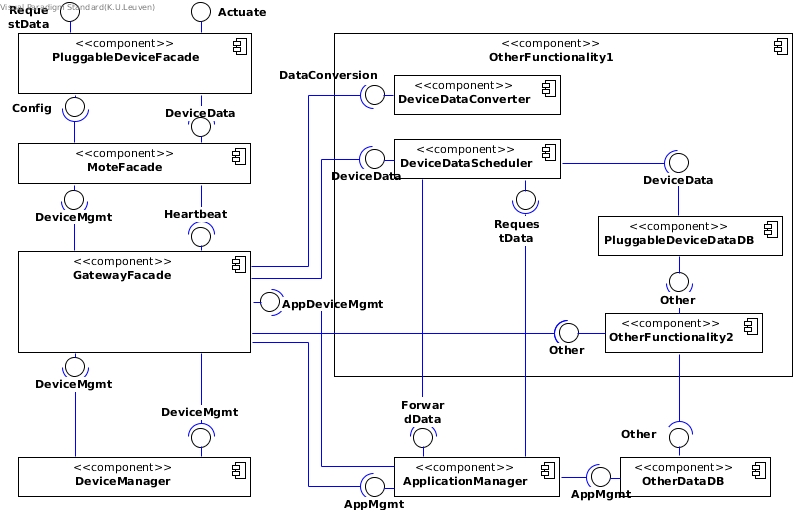 Visual Paradigm Standard(K.U.Leuven)
Reque
stData
Actuate
<<component>>
PluggableDeviceFacade
<<component>>
OtherFunctionality1
DataConversion
<<component>>
DeviceDataConverter
Config
DeviceData
<<component>>
MoteFacade
<<component>>
DeviceDataScheduler
DeviceData
DeviceData
DeviceMgmt
Heartbeat
Reques
tData
<<component>>
PluggableDeviceDataDB
<<component>>
GatewayFacade
AppDeviceMgmt
Other
<<component>>
OtherFunctionality2
Other
DeviceMgmt
DeviceMgmt
Forwar
dData
Other
<<component>>
DeviceManager
<<component>>
ApplicationManager
<<component>>
OtherDataDB
AppMgmt
AppMgmt